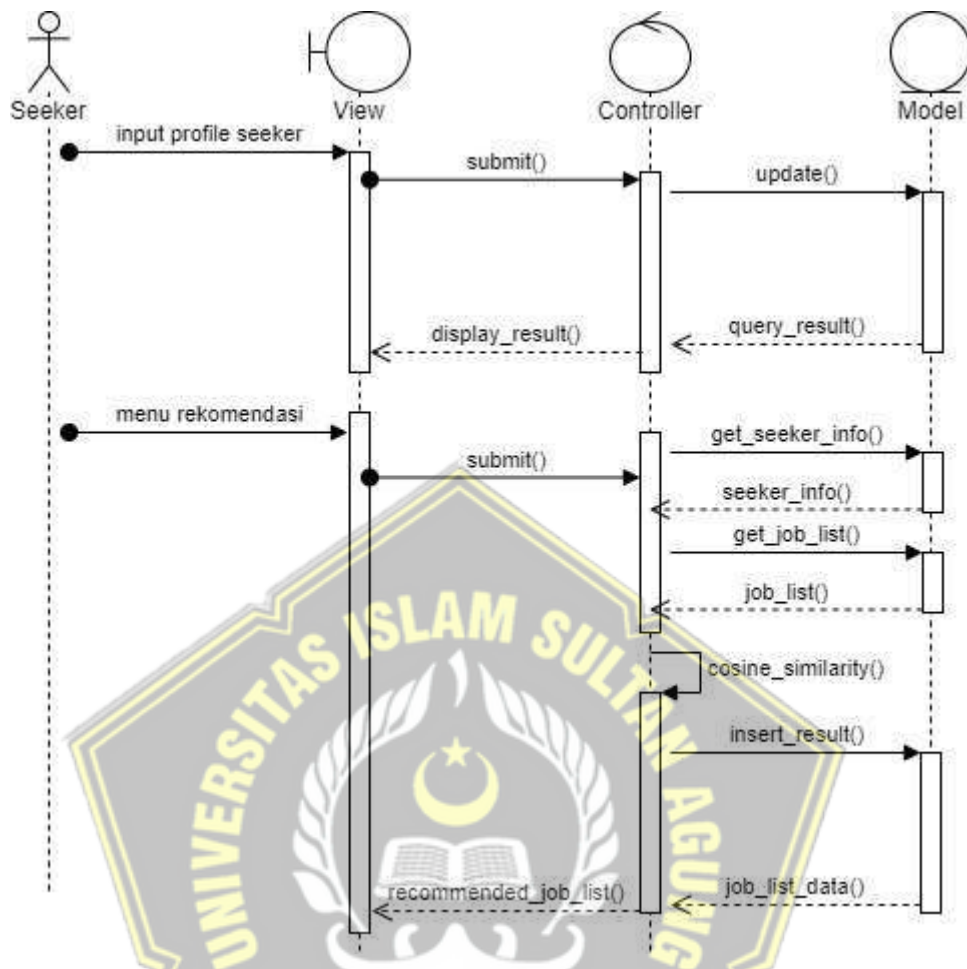 Seeker
View
Controller
Model
input profile seeker
submit()
update()
query_result()
display_result()
menu rekomendasi
get_seeker_info()
submit()
seeker_info()
get_job_list()
job_list()
cosine_similarity()
insert_result()
job_list_data()
recommended_job_list()
UNIVERSITAS ISLAM SULTAN AGUNG